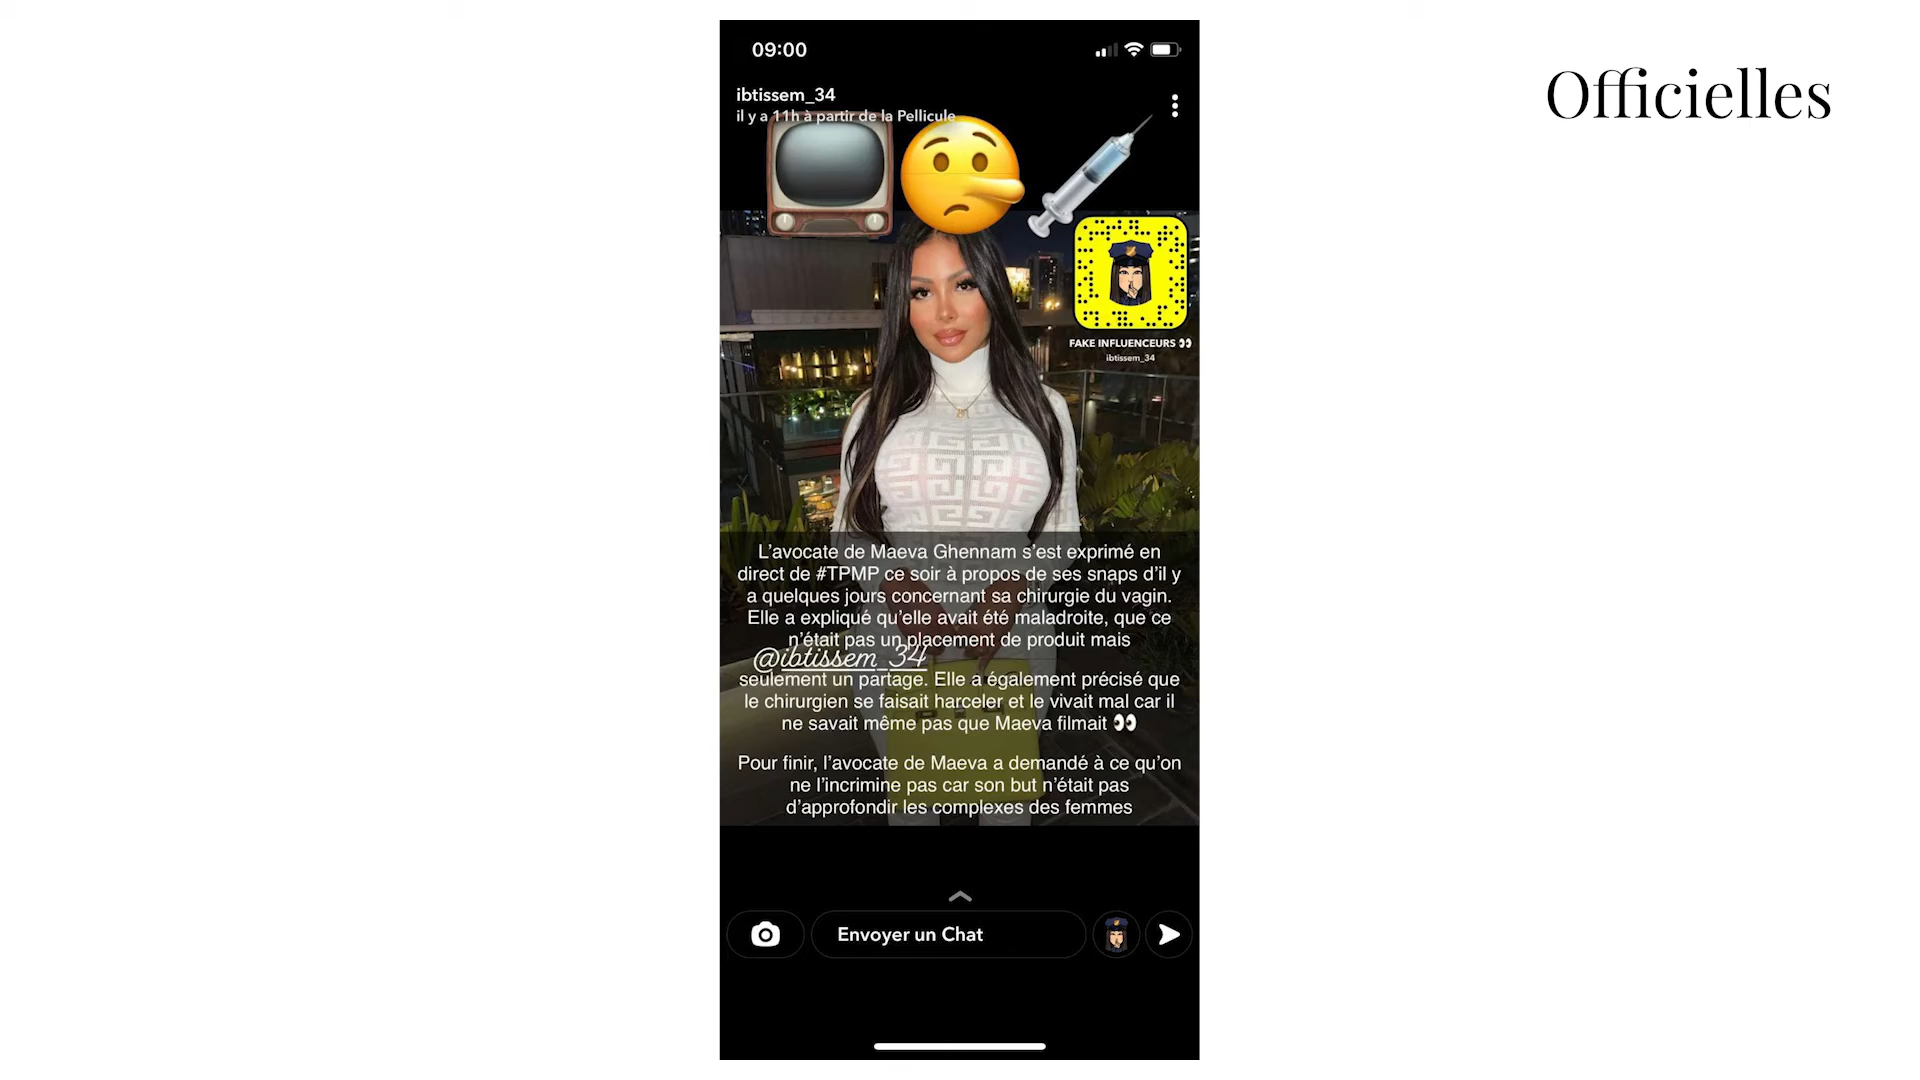 Officielles
09:00
ibtissem_34
il y a 11h à partir de la Pellicule
FAKE INFLUENCEURS 👀
ibtissem_34
L’avocate de Maeva Ghennam s’est exprimé en
direct de #TPMP ce soir à propos de ses snaps d’il y
a quelques jours concernant sa chirurgie du vagin.
Elle a expliqué qu’elle avait été maladroite, que ce
n’était pas un placement de produit mais
@ibtissem_34
seulement un partage. Elle a également précisé que
le chirurgien se faisait harceler et le vivait mal car il
ne savait même pas que Maeva filmait 👀
Pour finir, l’avocate de Maeva a demandé à ce qu’on
ne l’incrimine pas car son but n’était pas
d’approfondir les complexes des femmes
Envoyer un Chat